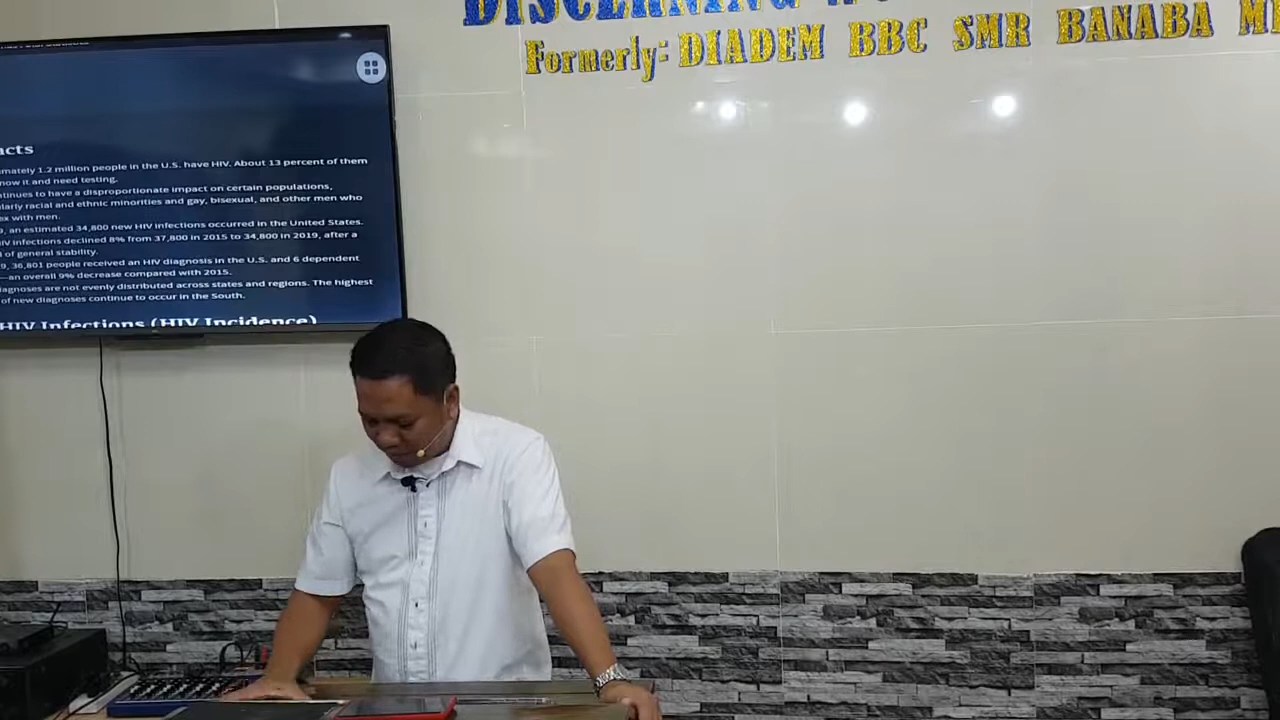 DISCERNING
Formerly: DIADEM BBC SMR BANABA
acts
mately 1.2 million people in the U.S. have HIV. About 13 percent of them
now it and need testing.
ntinues to have a disproportionate impact on certain populations,
larly racial and ethnic minorities and gay, bisexual, and other men who
ex with men.
9, an estimated 34,800 new HIV infections occurred in the United States.
IV infections declined 8% from 37,800 in 2015 to 34,800 in 2019, after a
d of general stability.
9, 36,801 people received an HIV diagnosis in the U.S. and 6 dependent
—an overall 9% decrease compared with 2015.
iagnoses are not evenly distributed across states and regions. The highest
of new diagnoses continue to occur in the South.
HIV Infections (HIV Incidence)